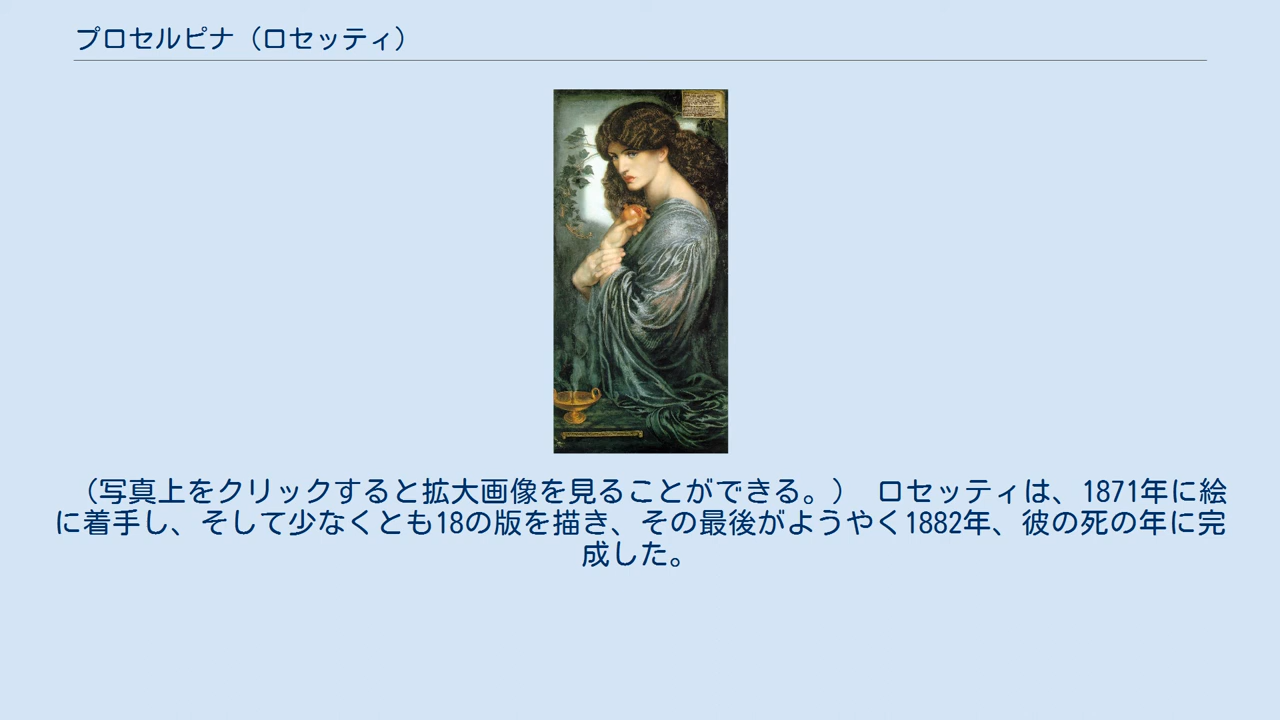 プロセルピナ（ロセッティ）
（写真上をクリックすると拡大画像を見ることができる。）　ロセッティは、1871年に絵
に着手し、そして少なくとも18の版を描き、その最後がようやく1882年、彼の死の年に完
成した。